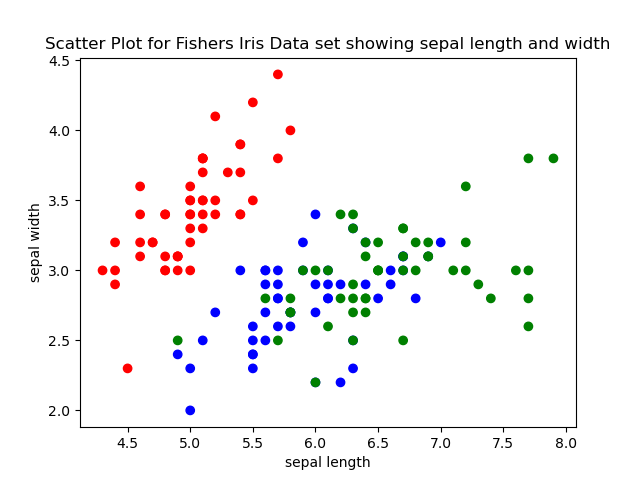 Scatter Plot for Fishers Iris Data set showing sepal length and width
4.5
4.0
3.5
3.0
2.5
2.0
sepal width
4.5 5.0 5.5 6.0 6.5 7.0 7.5 8.0
sepal length